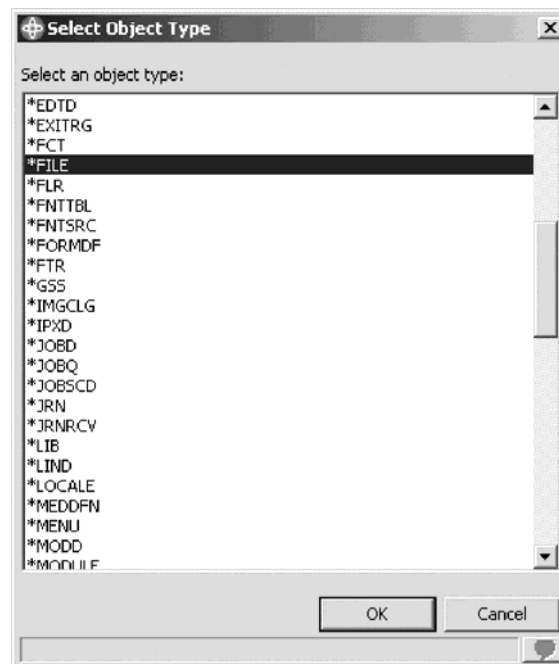 Select Object Type
Select an object type:
*EDTD
*EXITRG
*FCT
*FILE
*FLR
*FNTTBL
*FNTSRC
*FORMDF
*FTR
*GSS
*IMGCLG
*IPXD
*JOBD
*JOBQ
*JOBSCD
*JRN
*JRNRCV
*LIB
*LIND
*LOCALE
*MEDDFN
*MENU
*MODD
*MODULE
OK Cancel